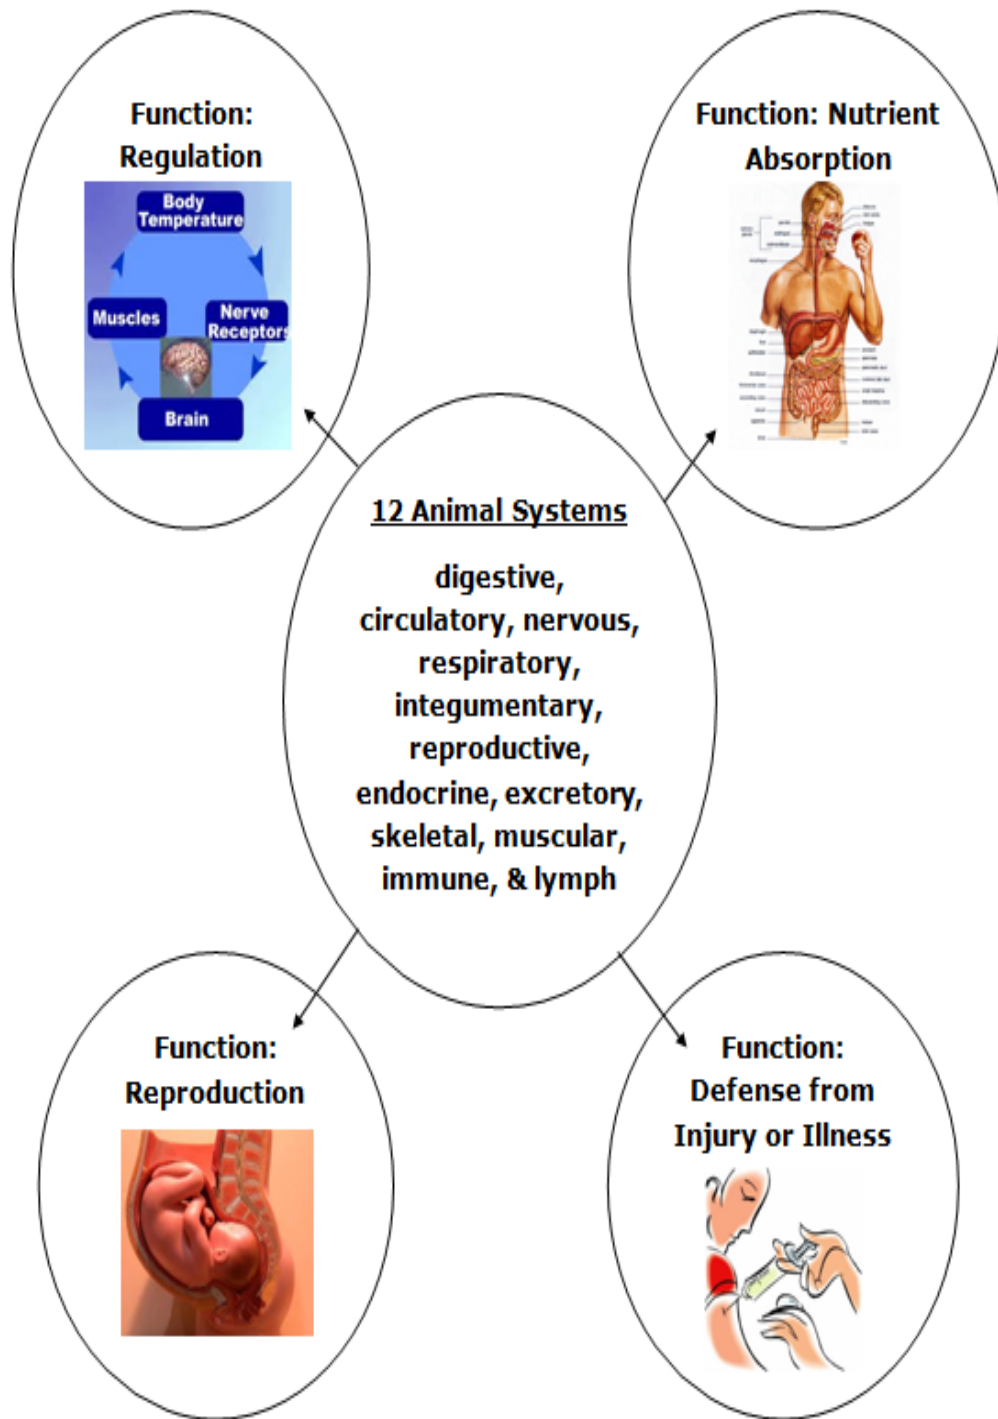 Function:
Regulation
Body
Temperature
Muscles
Nerve
Receptors
Brain
Function: Nutrient
Absorption
12 Animal Systems
digestive,
circulatory, nervous,
respiratory,
integumentary,
reproductive,
endocrine, excretory,
skeletal, muscular,
immune, & lymph
Function:
Reproduction
Function:
Defense from
Injury or Illness